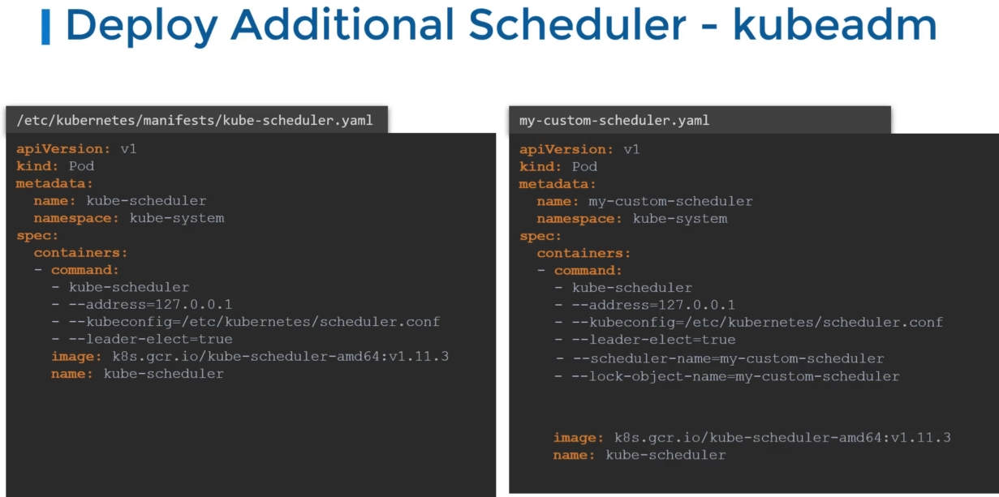 Deploy Additional Scheduler - kubeadm
/etc/kubernetes/manifests/kube-scheduler.yaml
apiVersion: v1
kind: Pod
metadata:
  name: kube-scheduler
  namespace: kube-system
spec:
  containers:
  - command:
    - kube-scheduler
    - --address=127.0.0.1
    - --kubeconfig=/etc/kubernetes/scheduler.conf
    - --leader-elect=true
    image: k8s.gcr.io/kube-scheduler-amd64:v1.11.3
    name: kube-scheduler
my-custom-scheduler.yaml
apiVersion: v1
kind: Pod
metadata:
  name: my-custom-scheduler
  namespace: kube-system
spec:
  containers:
  - command:
    - kube-scheduler
    - --address=127.0.0.1
    - --kubeconfig=/etc/kubernetes/scheduler.conf
    - --leader-elect=true
    - --scheduler-name=my-custom-scheduler
    - --lock-object-name=my-custom-scheduler
    image: k8s.gcr.io/kube-scheduler-amd64:v1.11.3
    name: kube-scheduler